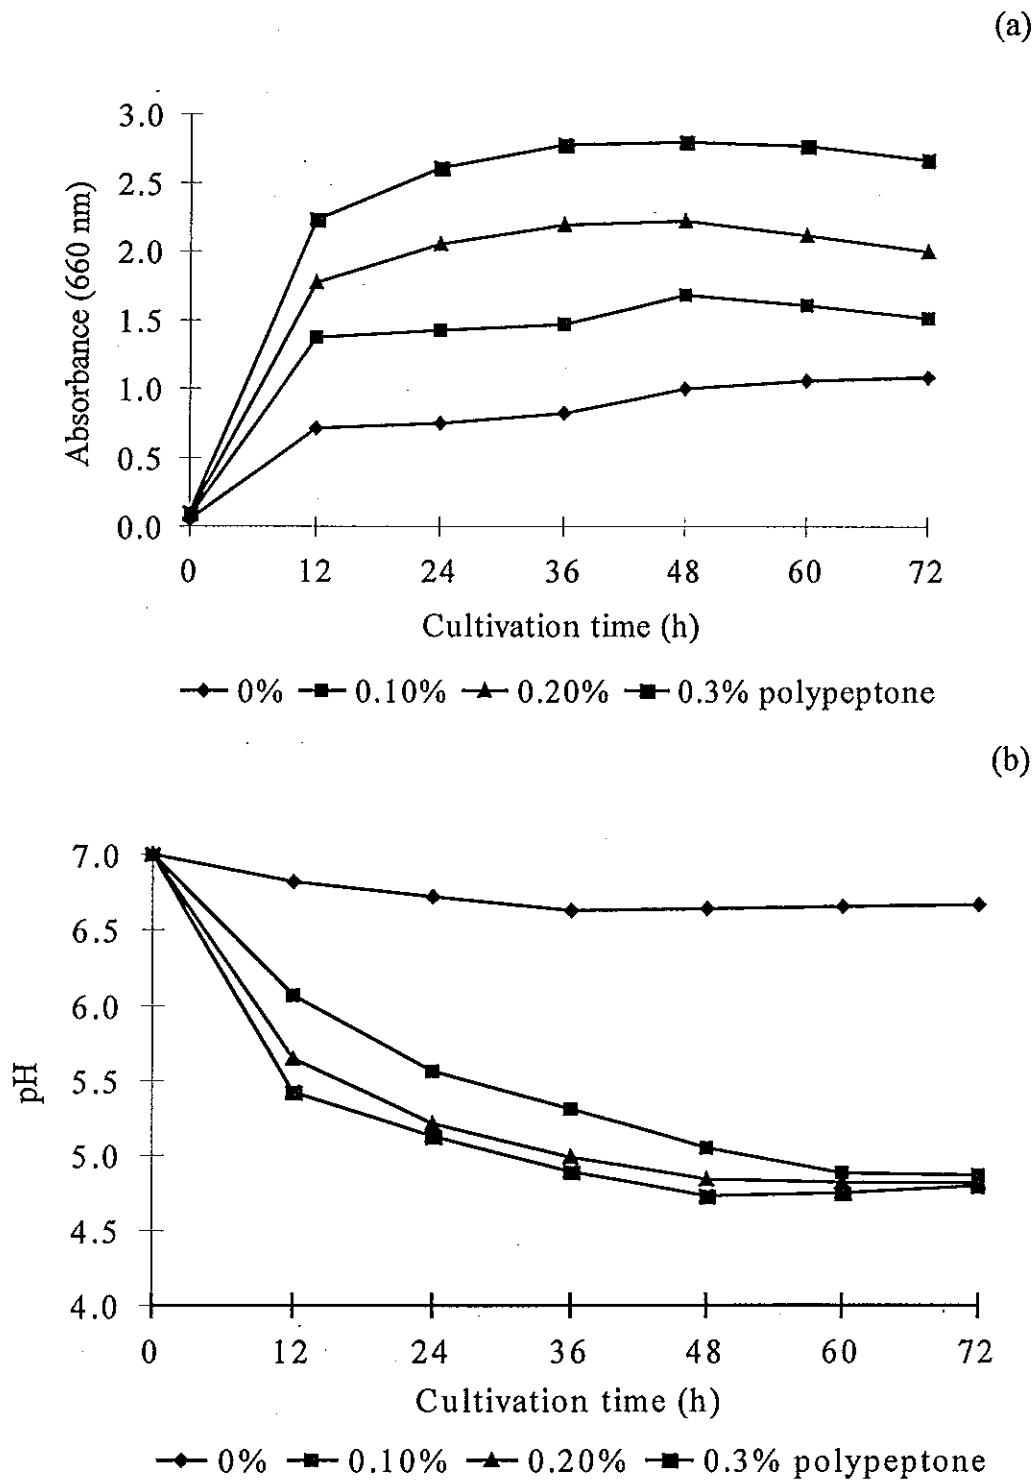 (a)
3.0
2.5
2.0
1.5
1.0
0.5
0.0
Absorbance (660 nm)
0 12 24 36 48 60 72
Cultivation time (h)
0% 0.10% 0.20% 0.3% polypeptone
(b)
7.0
6.5
6.0
5.5
5.0
4.5
4.0
pH
0 12 24 36 48 60 72
Cultivation time (h)
0% 0.10% 0.20% 0.3% polypeptone